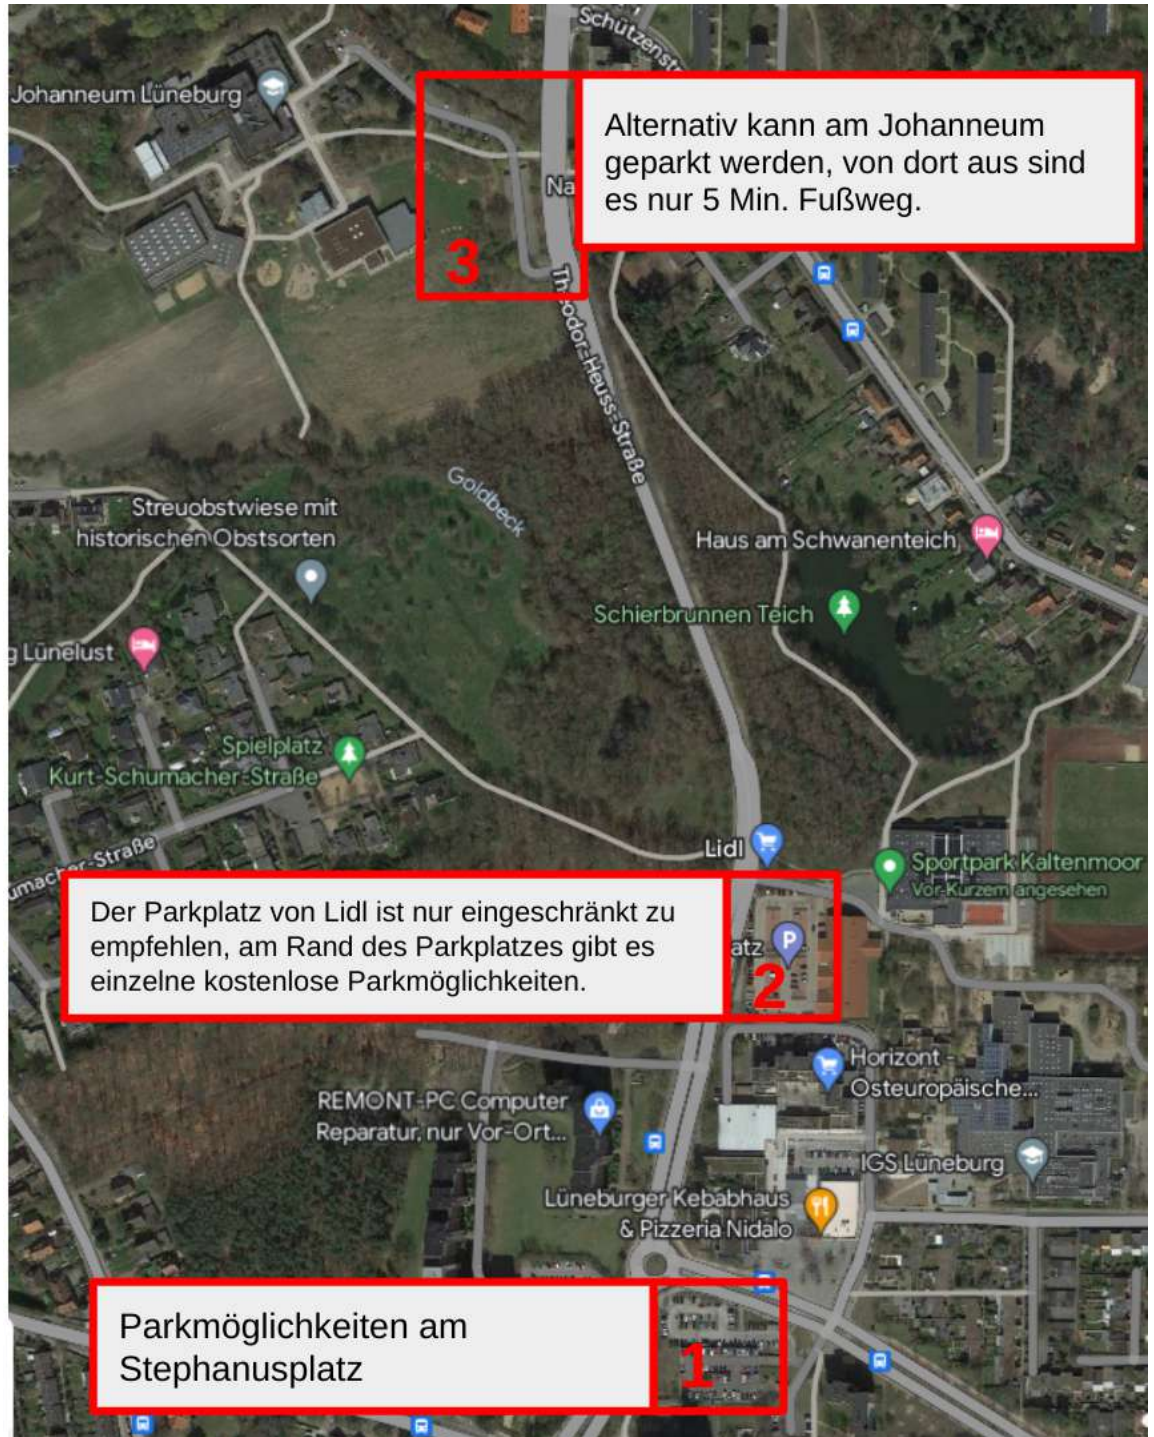 Schützenstr
Johanneum Lüneburg
Alternativ kann am Johanneum
geparkt werden, von dort aus sind
es nur 5 Min. Fußweg.
Na
3
Theodor-Heuss-Straße
Goldbeck
Streuobstwiese mit
historischen Obstsorten
Haus am Schwanenteich
Schierbrunnen Teich
g Lünelust
Spielplatz
Kurt-Schumacher-Straße
umacher-Straße
Lidl
Sportpark Kaltenmoor
Vor Kurzem angesehen
Der Parkplatz von Lidl ist nur eingeschränkt zu
empfehlen, am Rand des Parkplatzes gibt es
einzelne kostenlose Parkmöglichkeiten.
atz
P
2
Horizont -
Osteuropäische...
REMONT-PC Computer
Reparatur, nur Vor-Ort...
IGS Lüneburg
Lüneburger Kebabhaus
& Pizzeria Nidalo
Parkmöglichkeiten am
Stephanusplatz
1